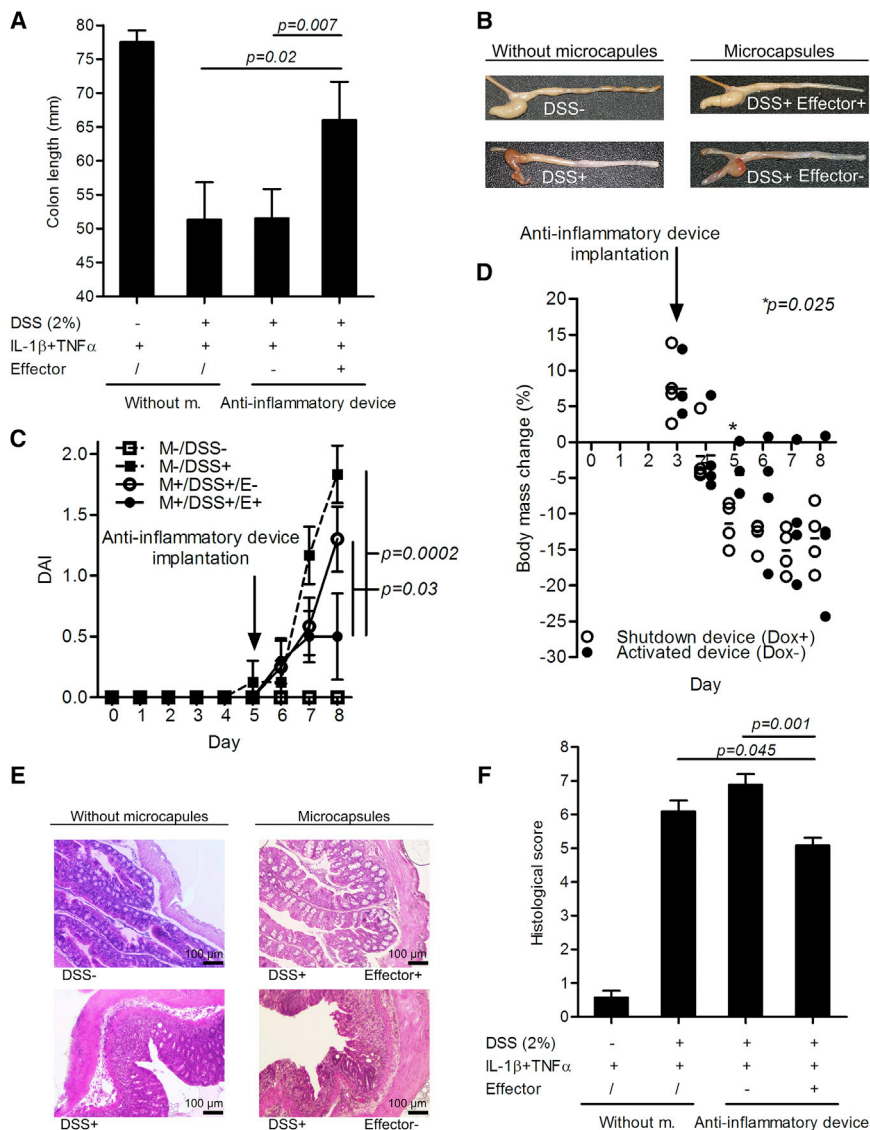 A
80
75
70
65
60
55
50
45
40
Colon length (mm)
p=0.007
p=0.02
DSS (2%) - + + +
IL-1β+TNFα + + + +
Effector / / - +
Without m. Anti-inflammatory device
B
Without microcapules Microcapsules
DSS- DSS+ Effector+
DSS+ DSS+ Effector-
C
M-/DSS-
M-/DSS+
M+/DSS+/E-
M+/DSS+/E+
Anti-inflammatory device
implantation
2.0
1.5
1.0
0.5
0.0
DAI
p=0.0002
p=0.03
0 1 2 3 4 5 6 7 8
Day
Anti-inflammatory device
implantation
D
*p=0.025
20
15
10
5
0
-5
-10
-15
-20
-25
-30
Body mass change (%)
*
0 1 2 3 4 5 6 7 8
Shutdown device (Dox+)
Activated device (Dox-)
Day
E
Without microcapules Microcapsules
100 µm 100 µm
DSS- DSS+ Effector+
100 µm 100 µm
DSS+ DSS+ Effector-
F
p=0.001
p=0.045
8
7
6
5
4
3
2
1
0
Histological score
DSS (2%) - + + +
IL-1β+TNFα + + + +
Effector / / - +
Without m. Anti-inflammatory device